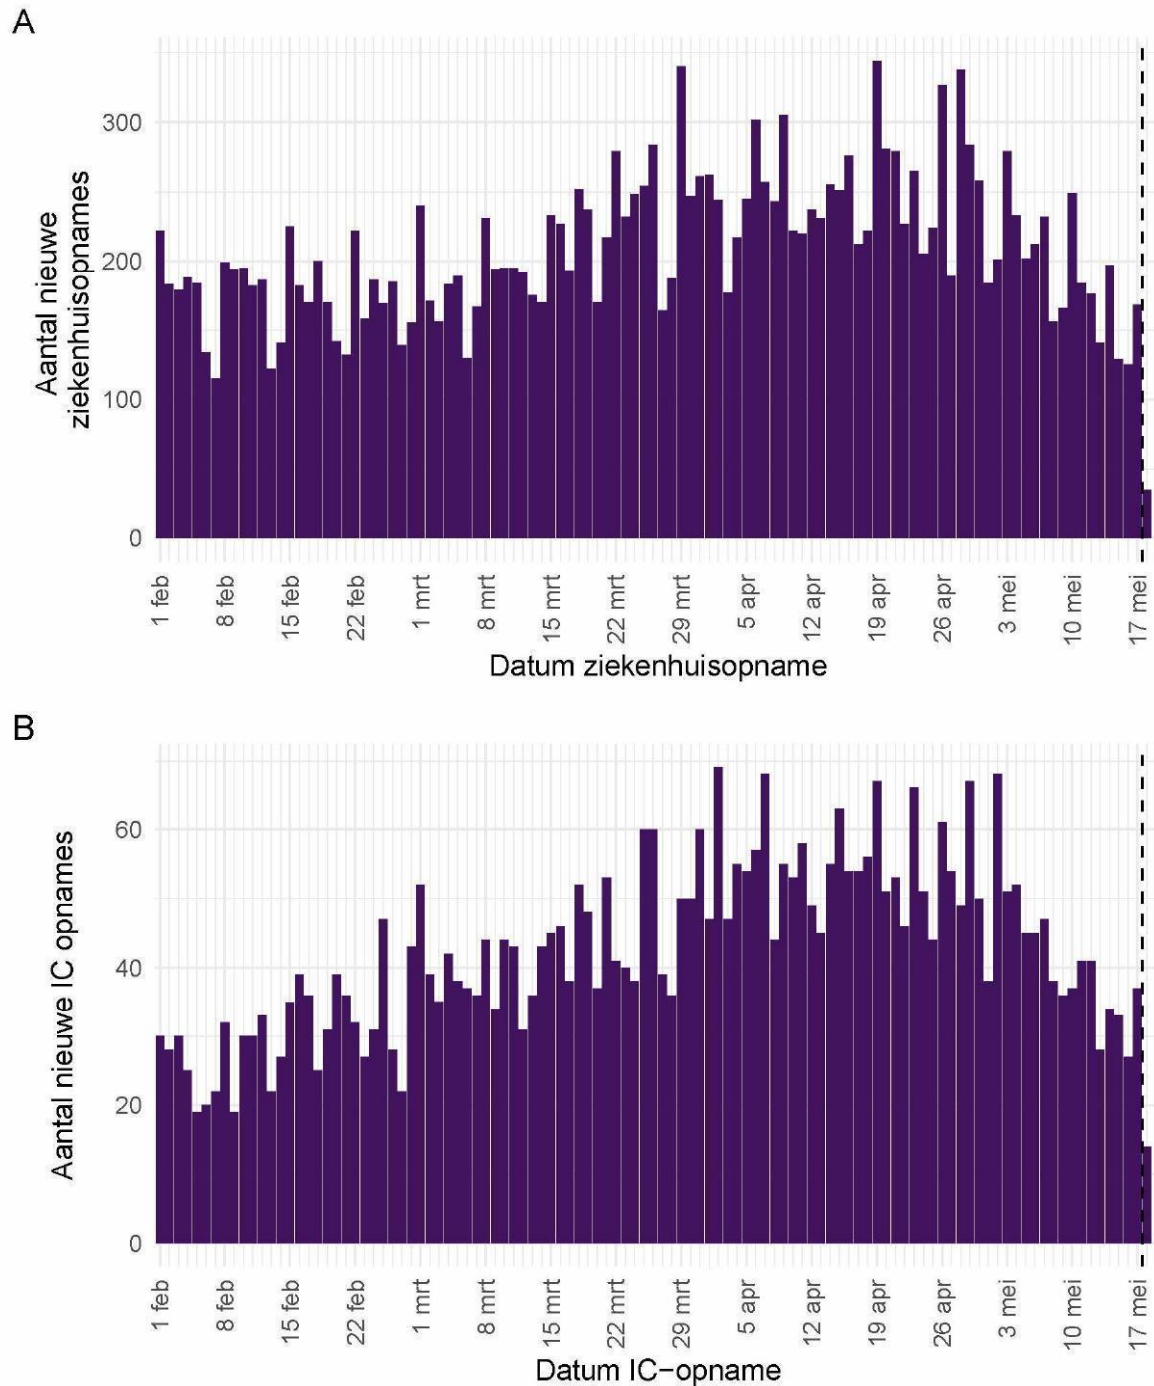 A
Aantal nieuwe
ziekenhuisopnames
300
200
100
0
1 feb
8 feb
15 feb
22 feb
1 mrt
8 mrt
15 mrt
22 mrt
29 mrt
5 apr
12 apr
19 apr
26 apr
3 mei
10 mei
17 mei
Datum ziekenhuisopname
B
Aantal nieuwe IC opnames
60
40
20
0
1 feb
8 feb
15 feb
22 feb
1 mrt
8 mrt
15 mrt
22 mrt
29 mrt
5 apr
12 apr
19 apr
26 apr
3 mei
10 mei
17 mei
Datum IC−opname